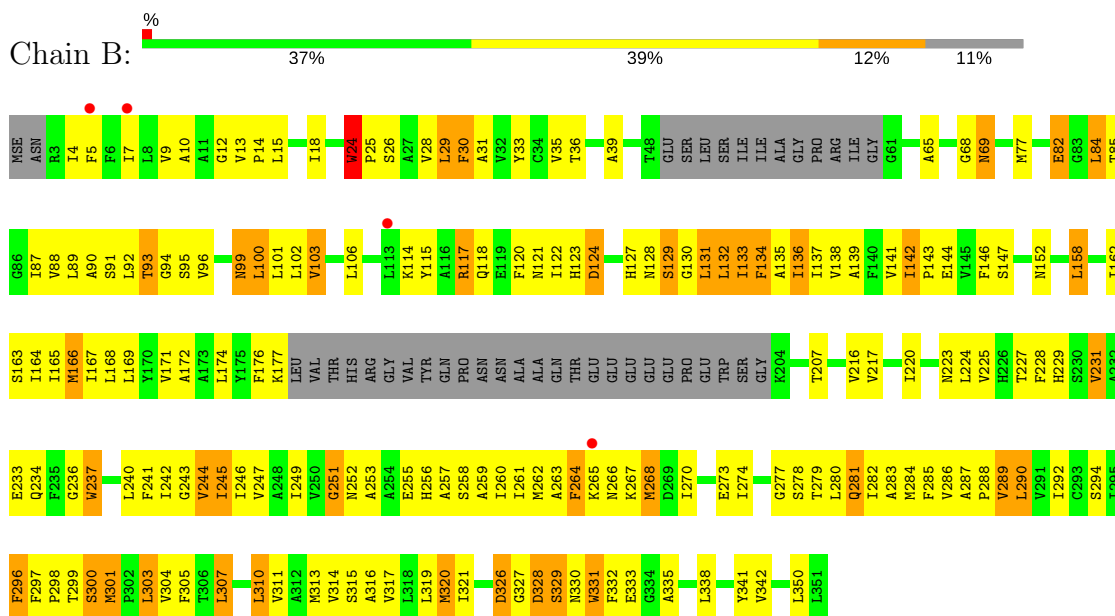 %
Chain B:
37% 39% 12% 11%
MSE ASN R3 I4 F5 F6 I7 L8 V9 A10 A11 G12 V13 P14 L15 I18 W24 P25 S26 A27 V28 L29 F30 A31 V32 Y33 C34 V35 T36 A39 T48 GLU SER LEU SER ILE ILE ALA GLY PRO ARG ILE GLY G61 A65 G68 N69 M77 E82 G83 L84 T85
G86 I87 V88 L89 A90 S91 L92 T93 G94 S95 V96 N99 L100 L101 L102 V103 L106 L113 K114 Y115 A116 R117 Q118 E119 F120 N121 I122 H123 D124 H127 N128 S129 G130 L131 L132 I133 F134 A135 I136 I137 V138 A139 F140 V141 I142 P143 E144 V145 F146 S147 N152 L158 I162
S163 I164 I165 M166 I167 L168 L169 Y170 V171 A172 A173 L174 Y175 F176 K177 LEU VAL THR HIS ARG GLY VAL TYR GLN PRO ASN ASN ALA ALA GLN THR GLU GLU GLU GLU GLU PRO GLU TRP SER GLY K204 T207 V216 V217 I220 N223 L224 V225 H226 T227 F228 H229 S230 V231 A232
E233 Q234 F235 G236 W237 L240 F241 I242 G243 V244 I245 I246 V247 A248 I249 V250 G251 N252 A253 A254 E255 H256 A257 S258 A259 I260 I261 M262 A263 F264 K265 N266 K267 M268 D269 I270 E273 I274 G277 S278 T279 L280 Q281 I282 A283 M284 F285 V286 A287 P288 V289 L290 V291 I292 C293 S294 I295
F296 F297 P298 T299 S300 M301 P302 L303 V304 F305 T306 L307 L310 V311 A312 M313 V314 S315 A316 V317 L318 L319 M320 I321 D326 G327 D328 S329 N330 W331 F332 E333 G334 A335 L338 Y341 V342 L350 L351